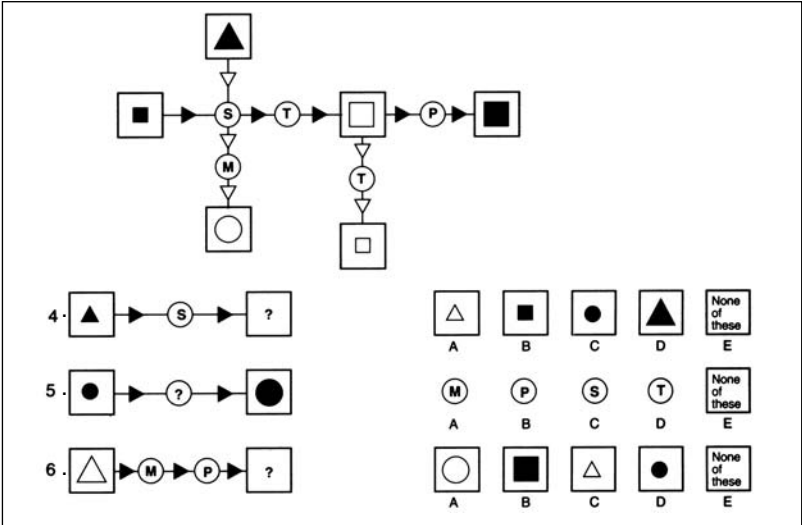 S
T
P
M
T
4.
S
?
None
of
these
A
B
C
D
E
5.
?
M
P
S
T
None
of
these
A
B
C
D
E
6.
M
P
?
None
of
these
A
B
C
D
E